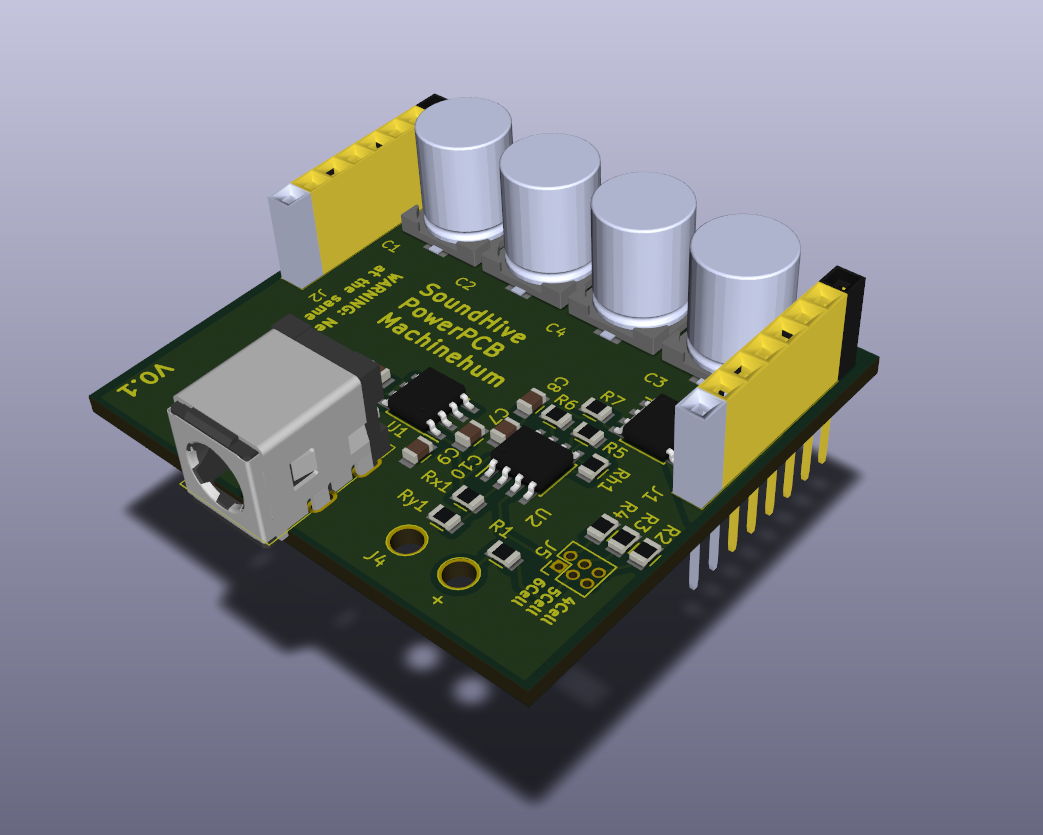 C1
C2
C4
C3
J2
WARNING: Ne
at the same
SoundHive
PowerPCB
Machinehum
V0.1
U1
C8
R6
R7
C7
R5
C9
C10
Rh1
Rx1
Ry1
U2
J1
R1
R4
R3
R2
J4
J5
+
6Cell
5Cell
4Cell